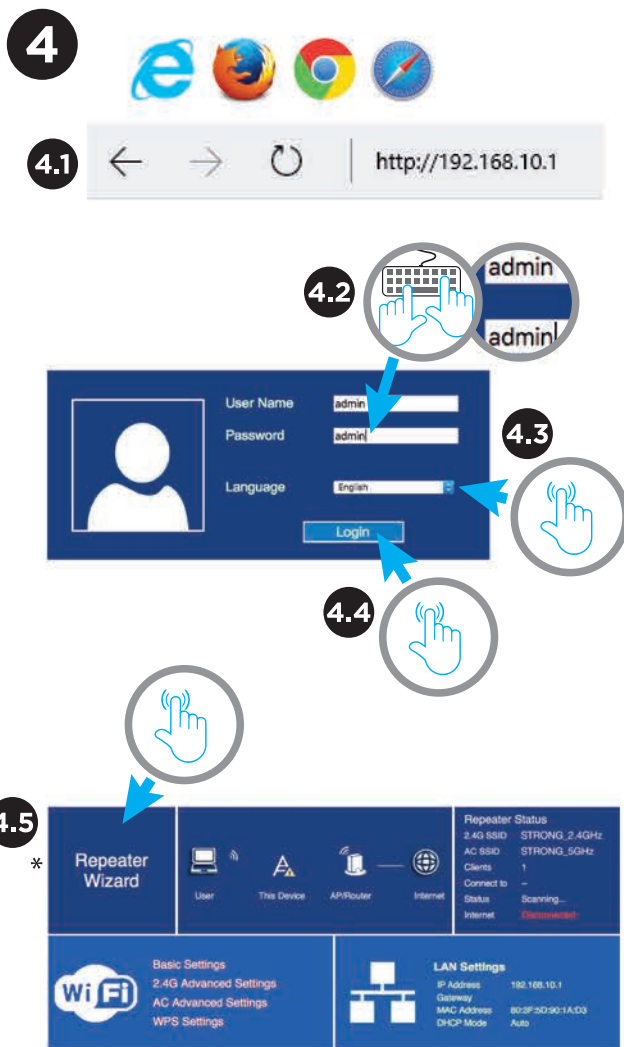 4
4.1
http://192.168.10.1
4.2
admin
admin
User Name admin
Password admin
4.3
Language English
Login
4.4
4.5
*
Repeater Wizard
User
This Device
AP/Router
Internet
Repeater Status
2.4G SSID STRONG_2.4GHz
AC SSID STRONG_5GHz
Clients 1
Connect to –
Status Scanning...
Internet Disconnected
WiFi
Basic Settings
2.4G Advanced Settings
AC Advanced Settings
WPS Settings
LAN Settings
IP Address 192.168.10.1
Gateway
MAC Address 80:3F:5D:90:1A:D3
DHCP Mode Auto